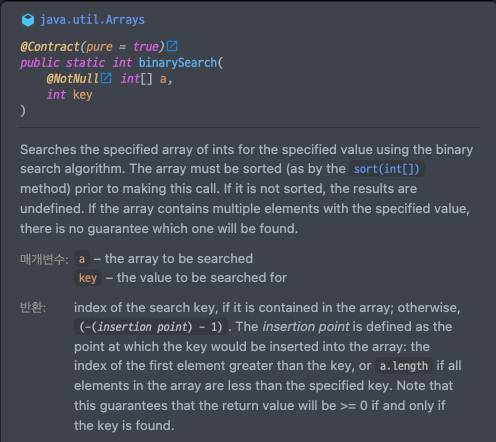 java.util.Arrays
@Contract(pure = true)
public static int binarySearch(
@NotNull int[] a,
int key
)
Searches the specified array of ints for the specified value using the binary
search algorithm. The array must be sorted (as by the sort(int[])
method) prior to making this call. If it is not sorted, the results are
undefined. If the array contains multiple elements with the specified value,
there is no guarantee which one will be found.
매개변수: a – the array to be searched
key – the value to be searched for
반환: index of the search key, if it is contained in the array; otherwise,
(-(insertion point) - 1). The insertion point is defined as the
point at which the key would be inserted into the array: the
index of the first element greater than the key, or a.length if all
elements in the array are less than the specified key. Note that
this guarantees that the return value will be >= 0 if and only if
the key is found.